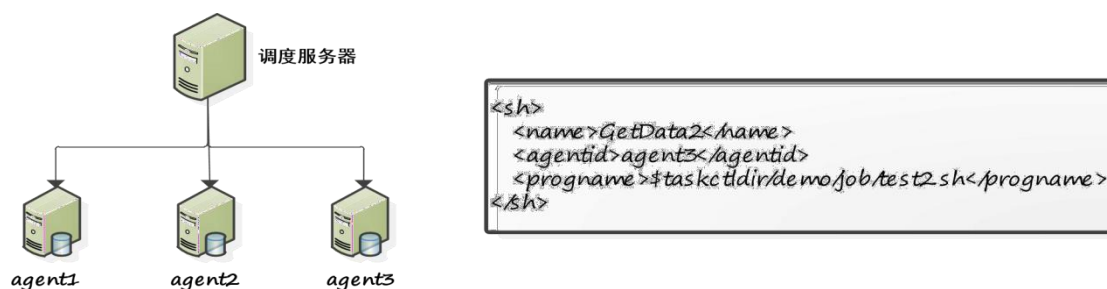 调度服务器
agent1
agent2
agent3
<sh>
<name>GetData2</name>
<agentid>agent3</agentid>
<progname>$taskctldir/demo/job/test2.sh</progname>
</sh>